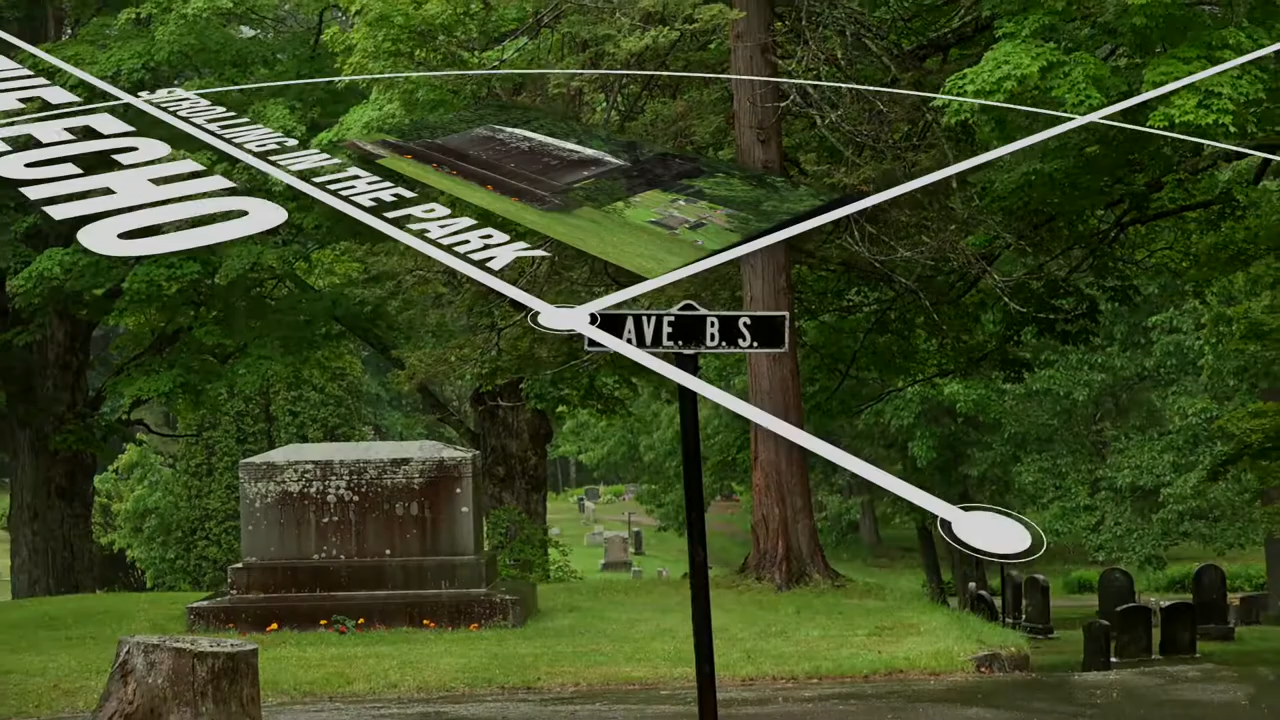 ECHO
STROLLING IN THE PARK
AVE. B. S.